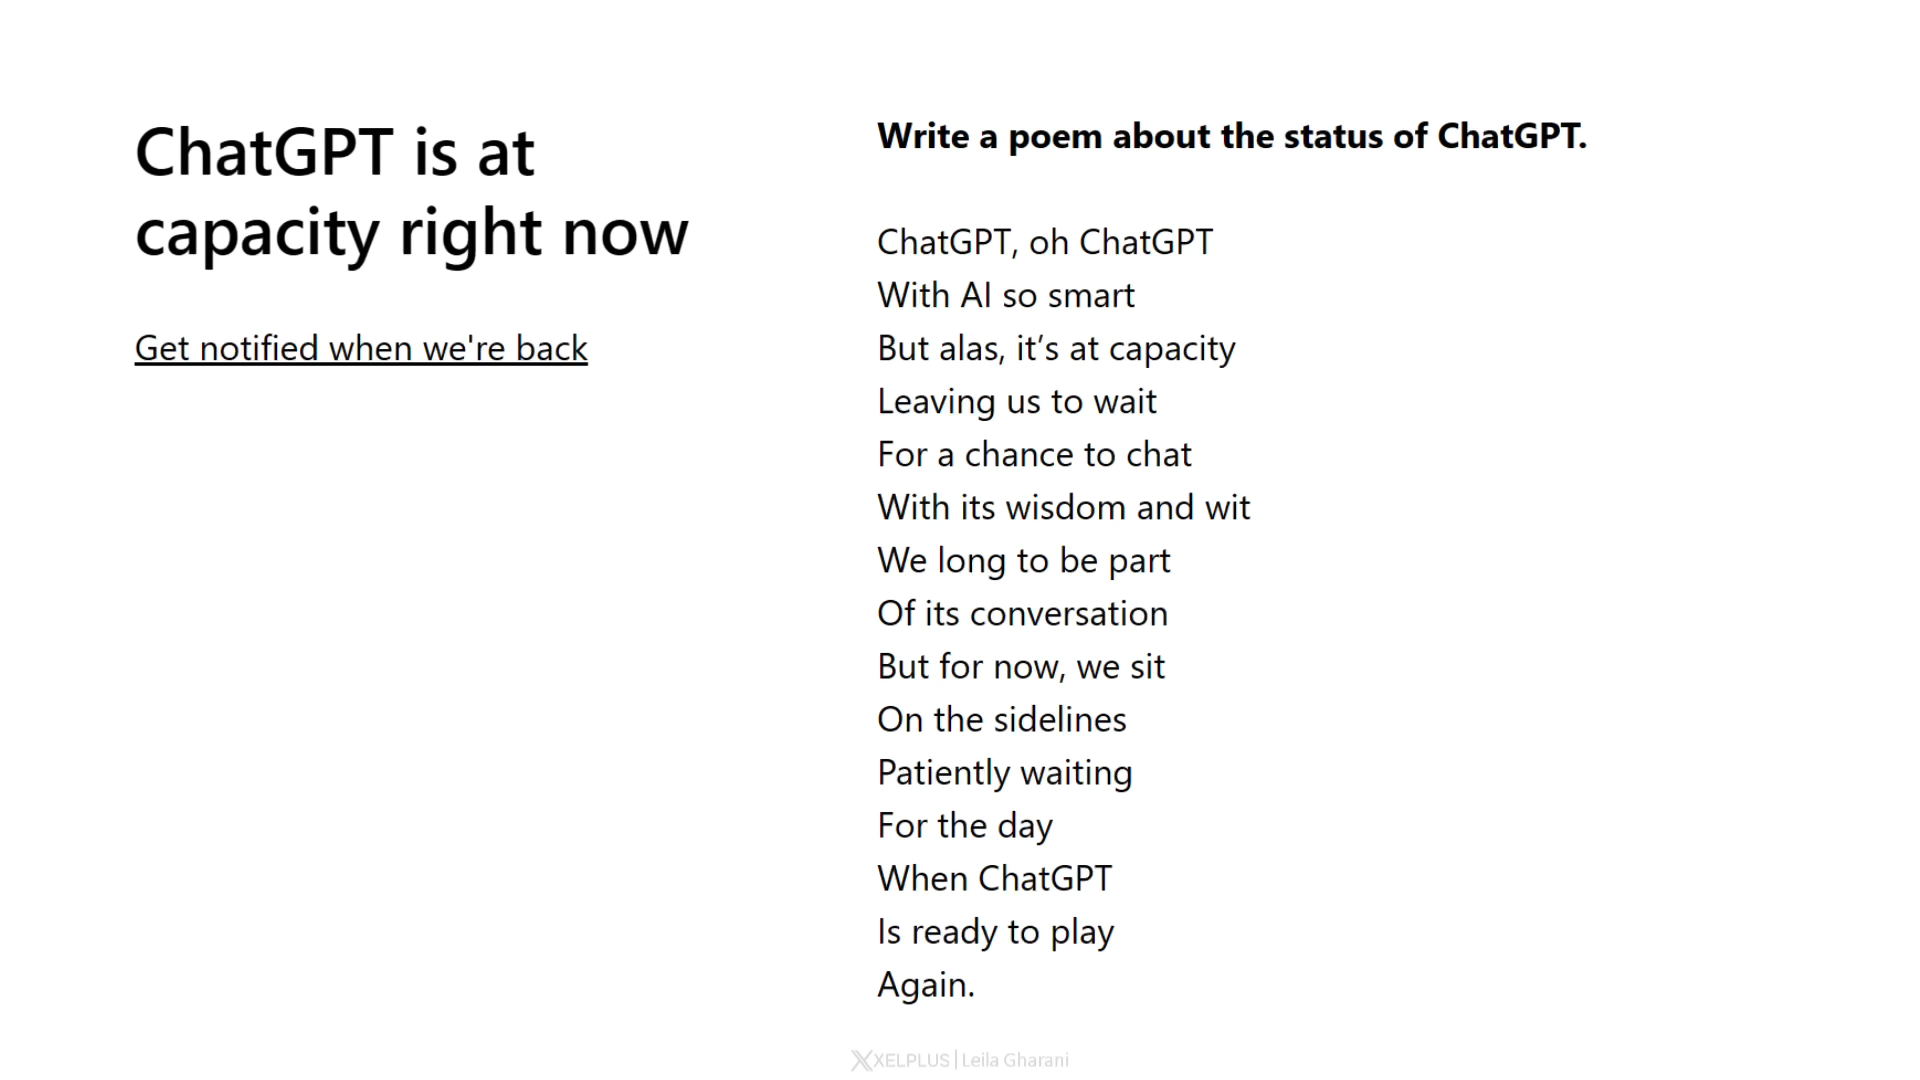 ChatGPT is at
capacity right now
Get notified when we're back
Write a poem about the status of ChatGPT.
ChatGPT, oh ChatGPT
With AI so smart
But alas, it’s at capacity
Leaving us to wait
For a chance to chat
With its wisdom and wit
We long to be part
Of its conversation
But for now, we sit
On the sidelines
Patiently waiting
For the day
When ChatGPT
Is ready to play
Again.
XELPLUS | Leila Gharani